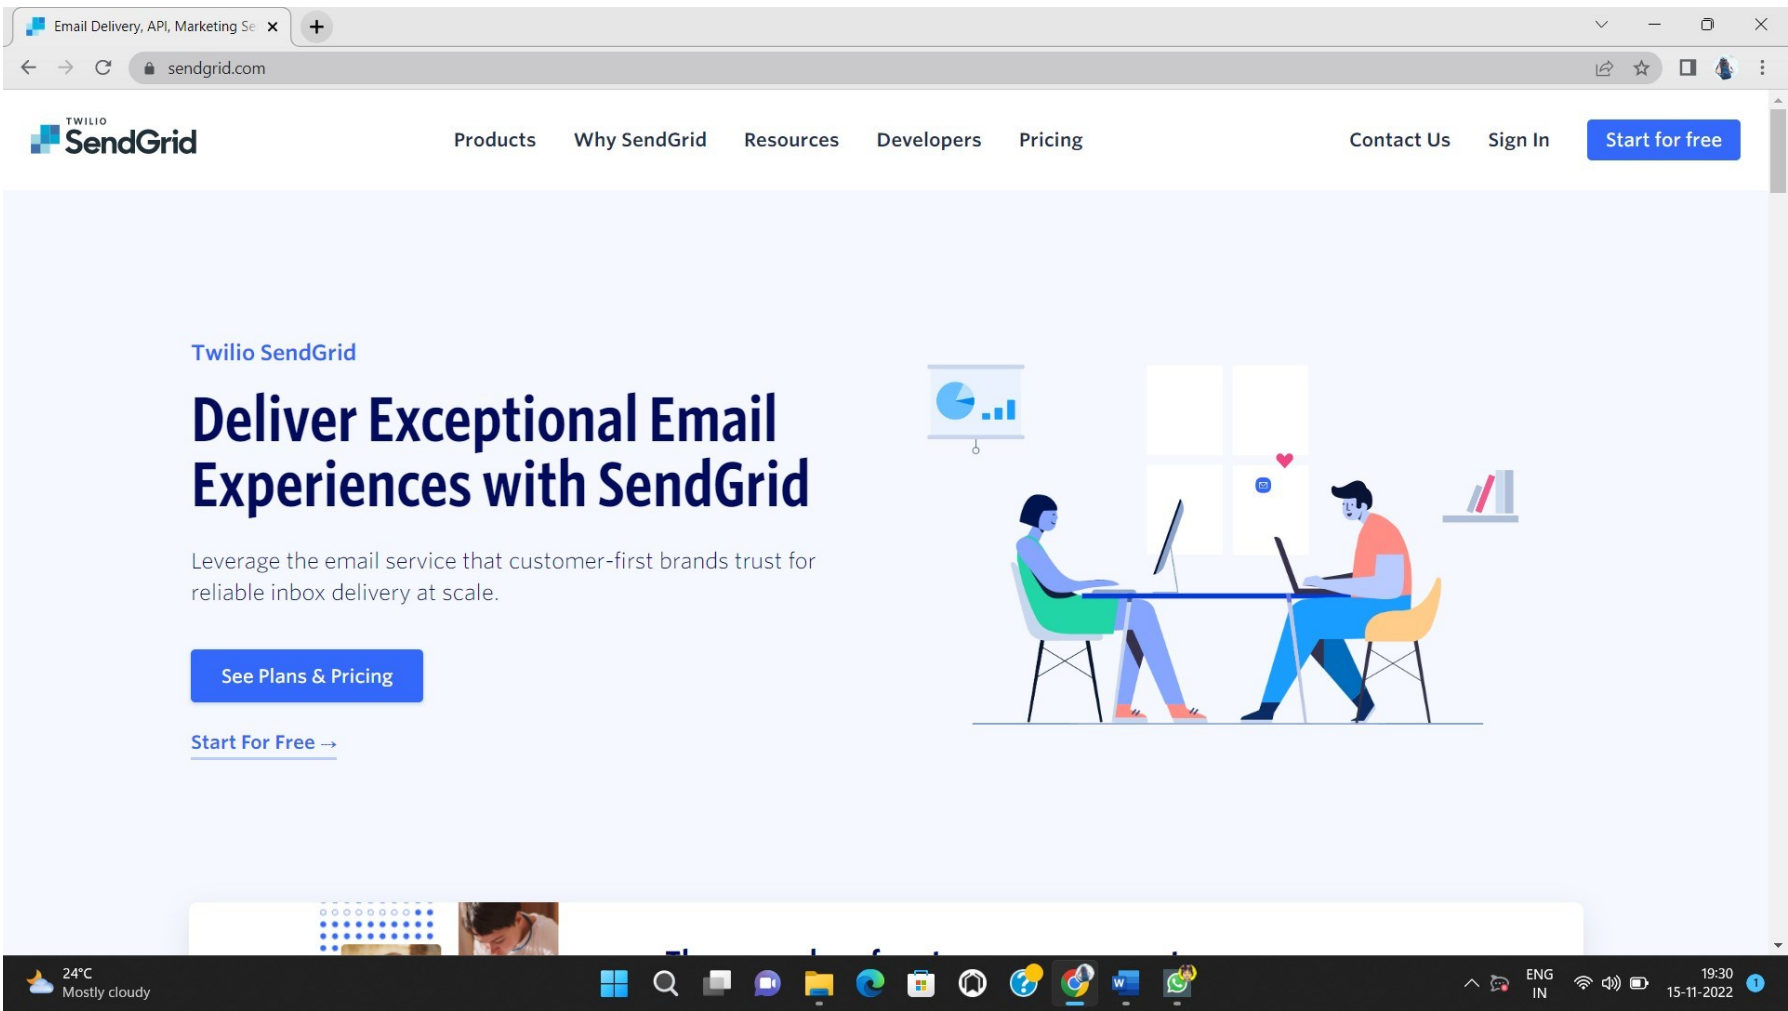 Email Delivery, API, Marketing Se
sendgrid.com
TWILIO
SendGrid
Products
Why SendGrid
Resources
Developers
Pricing
Contact Us
Sign In
Start for free
Twilio SendGrid
Deliver Exceptional Email
Experiences with SendGrid
Leverage the email service that customer-first brands trust for
reliable inbox delivery at scale.
See Plans & Pricing
Start For Free →
24°C
Mostly cloudy
W
ENG
IN
19:30
15-11-2022
1